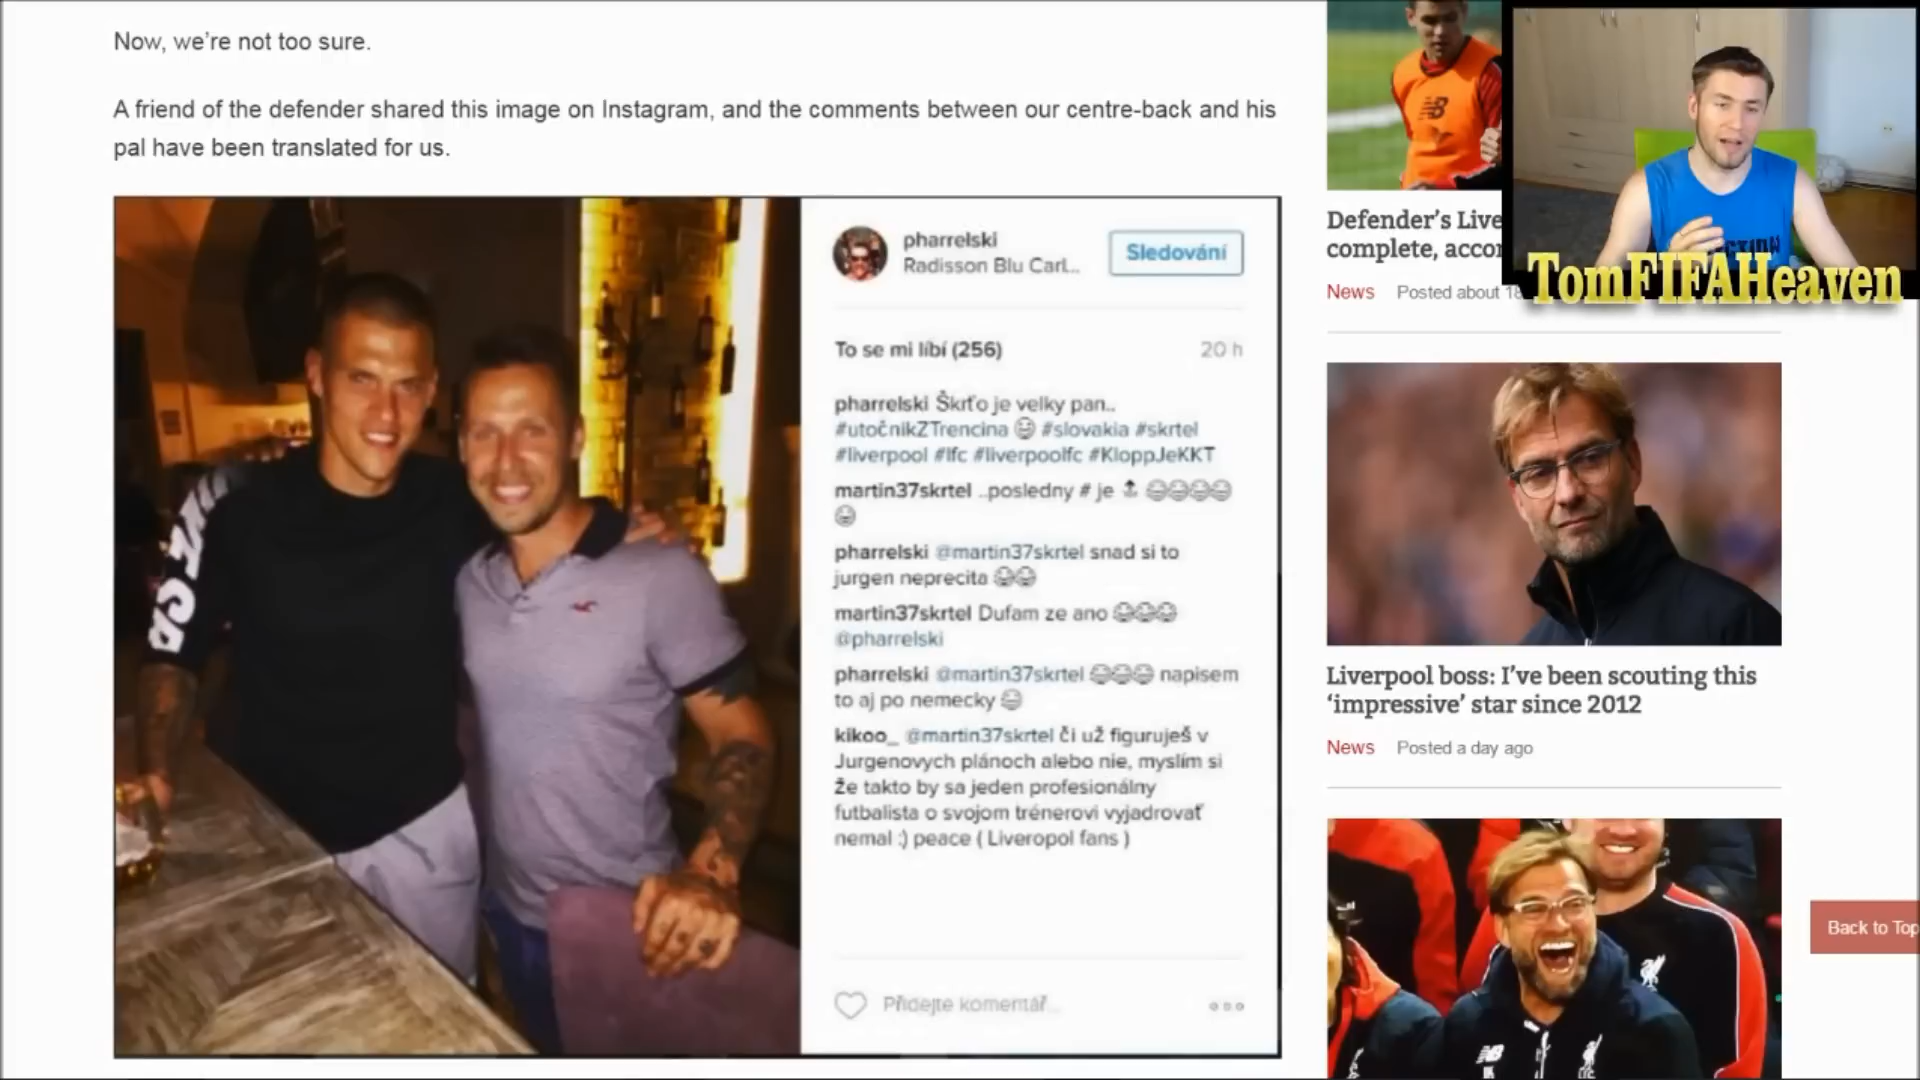 Now, we're not too sure.
A friend of the defender shared this image on Instagram, and the comments between our centre-back and his
pal have been translated for us.
pharrelski
Radisson Blu Carl...
Sledování
To se mi líbí (256)
20 h
pharrelski Škrťo je velky pan..
#utočnikZTrencina 😂 #slovakia #skrtel
#liverpool #lfc #liverpoolfc #KloppJeKKT
martin37skrtel ..posledny # je 🔝 😂😂😂😂
😂
pharrelski @martin37skrtel snad si to
jurgen neprecita 😂😂
martin37skrtel Dufam ze ano 😂😂😂
@pharrelski
pharrelski @martin37skrtel 😂😂😂 napisem
to aj po nemecky 😂
kikoo_ @martin37skrtel či už figuruješ v
Jurgenovych plánoch alebo nie, myslím si
že takto by sa jeden profesionálny
futbalista o svojom trénerovi vyjadrovať
nemal :) peace ( Liveropol fans )
Přidejte komentář...
NB
Defender's Live
complete, accor
News Posted about 18
TomFIFAHeaven
Liverpool boss: I've been scouting this
'impressive' star since 2012
News Posted a day ago
NB
Back to Top